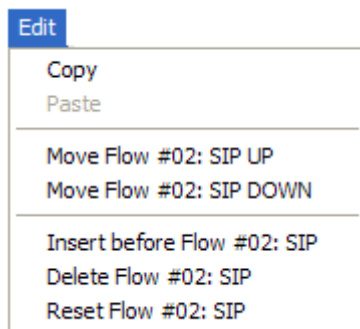 Edit
Copy
Paste
Move Flow #02: SIP UP
Move Flow #02: SIP DOWN
Insert before Flow #02: SIP
Delete Flow #02: SIP
Reset Flow #02: SIP